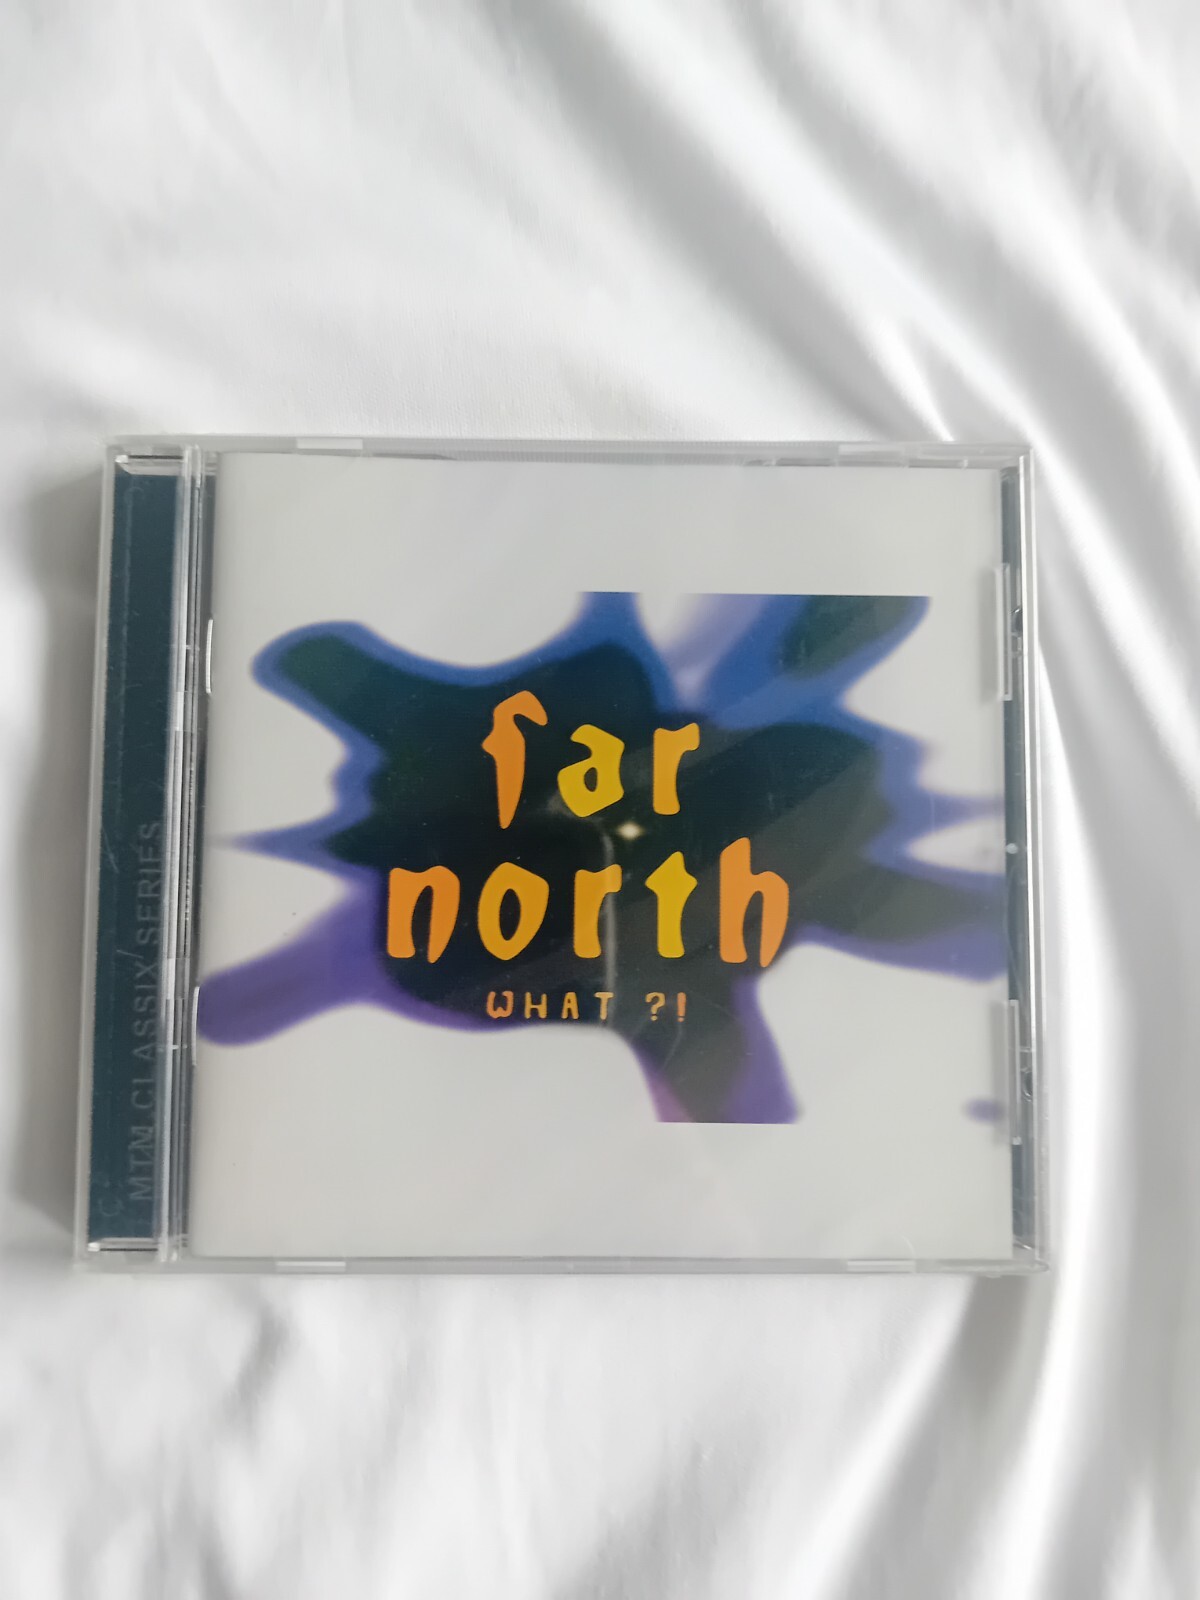 far
north
WHAT ?!
MTM CLASSIX SERIES